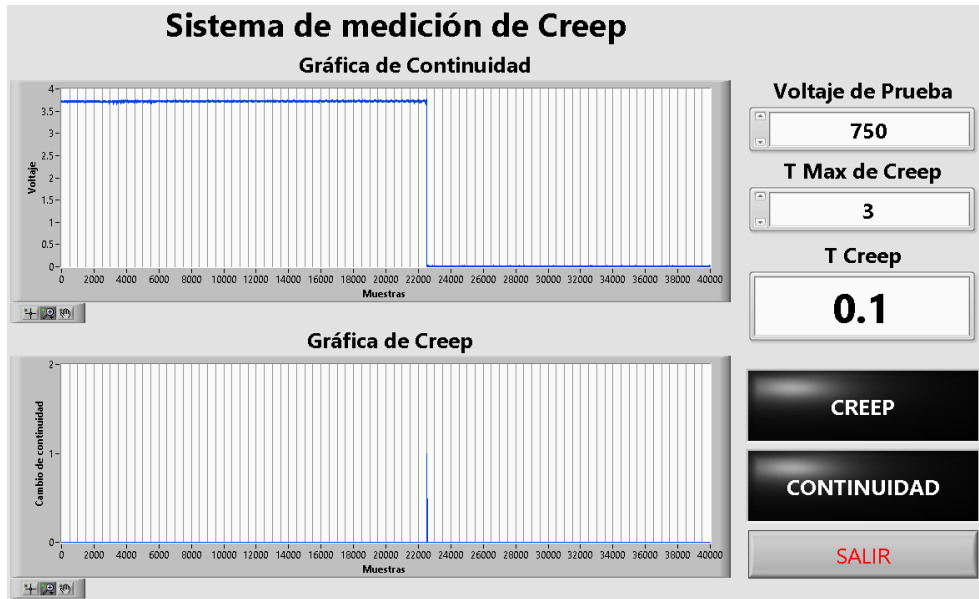 Sistema de medición de Creep
Gráfica de Continuidad
Voltaje
4
3.5
3
2.5
2
1.5
1
0.5
0
0 2000 4000 6000 8000 10000 12000 14000 16000 18000 20000 22000 24000 26000 28000 30000 32000 34000 36000 38000 40000
Muestras
Gráfica de Creep
Cambio de continuidad
2
1
0
0 2000 4000 6000 8000 10000 12000 14000 16000 18000 20000 22000 24000 26000 28000 30000 32000 34000 36000 38000 40000
Muestras
Voltaje de Prueba
750
T Max de Creep
3
T Creep
0.1
CREEP
CONTINUIDAD
SALIR